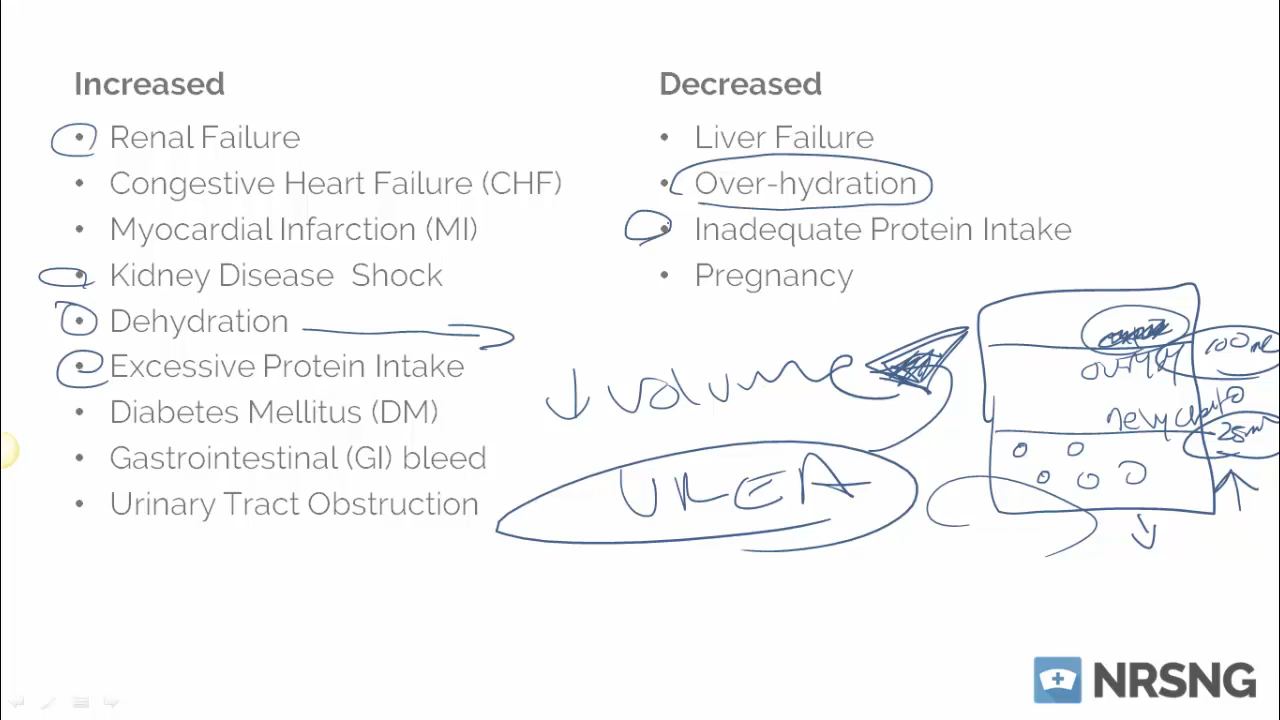 Increased
• Renal Failure
• Congestive Heart Failure (CHF)
• Myocardial Infarction (MI)
• Kidney Disease  Shock
• Dehydration
• Excessive Protein Intake
• Diabetes Mellitus (DM)
• Gastrointestinal (GI) bleed
• Urinary Tract Obstruction
Decreased
• Liver Failure
• Over-hydration
• Inadequate Protein Intake
• Pregnancy
↓ volume
UREA
100ml
25ml
NRSNG